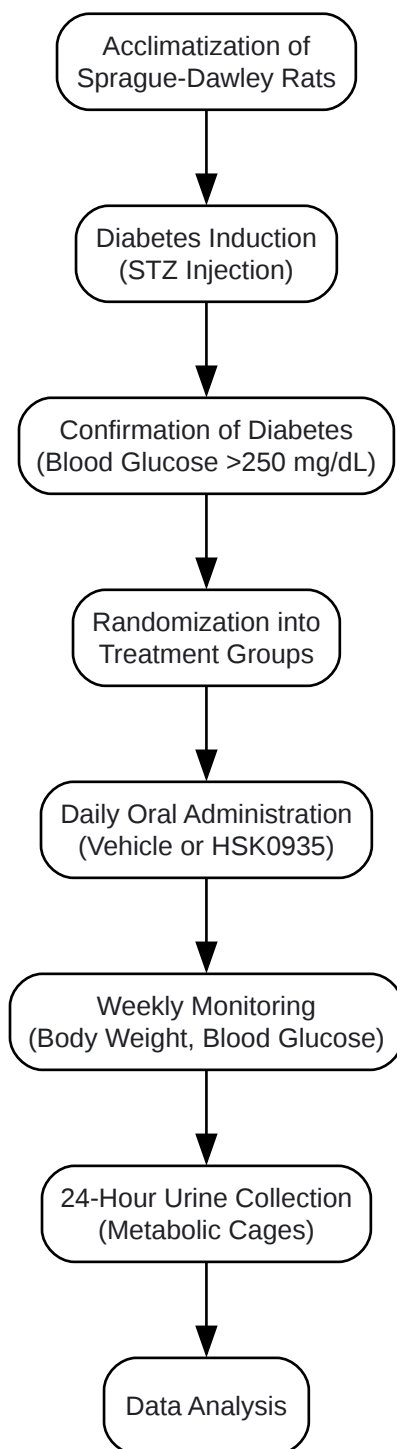 Acclimatization of
Sprague-Dawley Rats
Diabetes Induction
(STZ Injection)
Confirmation of Diabetes
(Blood Glucose >250 mg/dL)
Randomization into
Treatment Groups
Daily Oral Administration
(Vehicle or HSK0935)
Weekly Monitoring
(Body Weight, Blood Glucose)
24-Hour Urine Collection
(Metabolic Cages)
Data Analysis